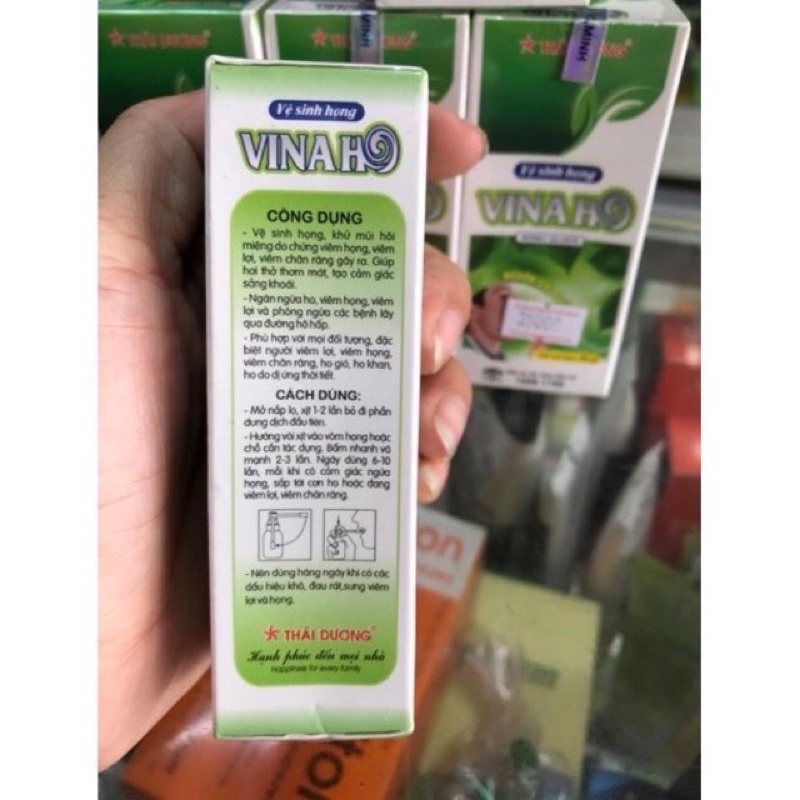 THÁI DƯƠNG
MINH
THÁI DƯƠNG
MINH
THÁI DƯƠNG
Vệ sinh họng
VINAHO
Vệ sinh họng
VINAHO
CÔNG DỤNG
- Vệ sinh họng, khử mùi hôi
miệng do chứng viêm họng, viêm
lợi, viêm chân răng gây ra. Giúp
hơi thở thơm mát, tạo cảm giác
sảng khoái.
- Ngăn ngừa ho, viêm họng, viêm
lợi và phòng ngừa các bệnh lây
qua đường hô hấp.
- Phù hợp với mọi đối tượng, đặc
biệt người viêm lợi, viêm họng,
viêm chân răng, ho gió, ho khan,
ho do dị ứng thời tiết.
CÁCH DÙNG:
- Mở nắp lọ, xịt 1-2 lần bỏ đi phần
dung dịch đầu tiên.
- Hướng vòi xịt vào vòm họng hoặc
chỗ cần tác dụng. Bấm nhanh và
mạnh 2-3 lần. Ngày dùng 6-10
lần, mỗi khi có cảm giác ngứa
họng, sắp tới cơn ho hoặc đang
viêm lợi, viêm chân răng.
- Nên dùng hàng ngày khi có các
dấu hiệu khô, đau rát, sưng viêm
lợi và họng.
THÁI DƯƠNG
Hạnh phúc đến mọi nhà
Happiness for every family
ton